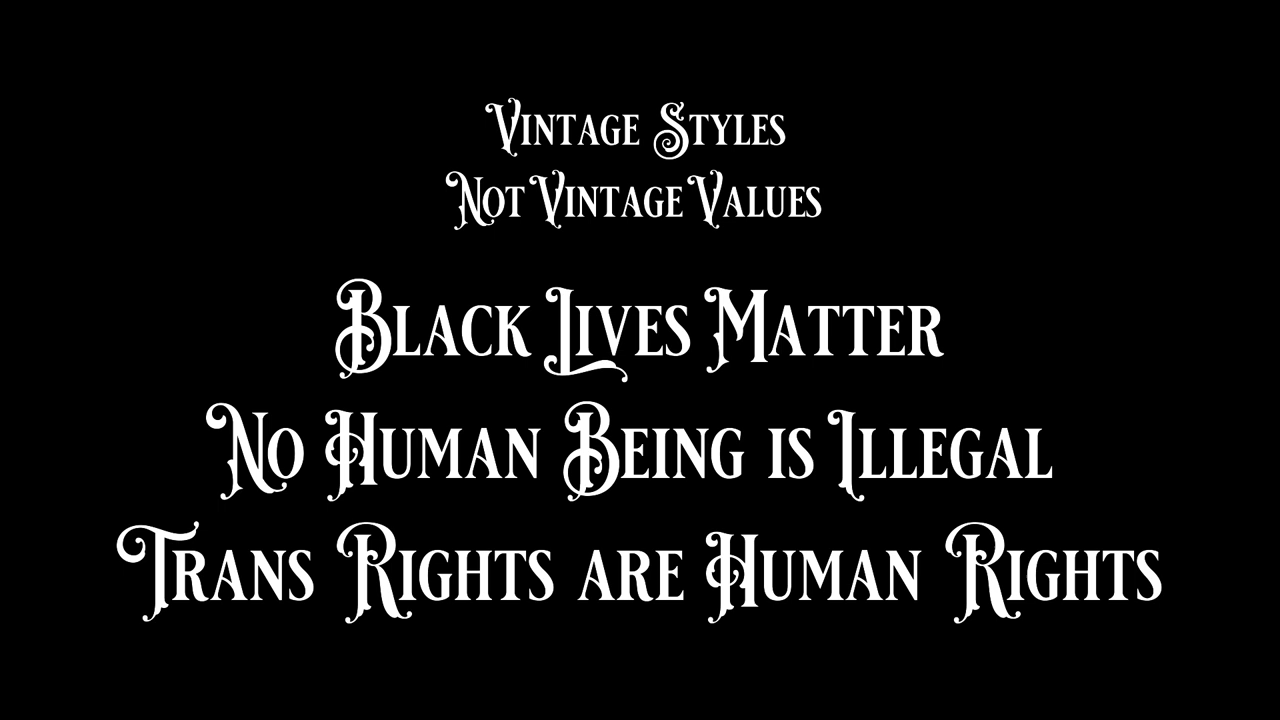 Vintage Styles
Not Vintage Values
Black Lives Matter
No Human Being is Illegal
Trans Rights are Human Rights